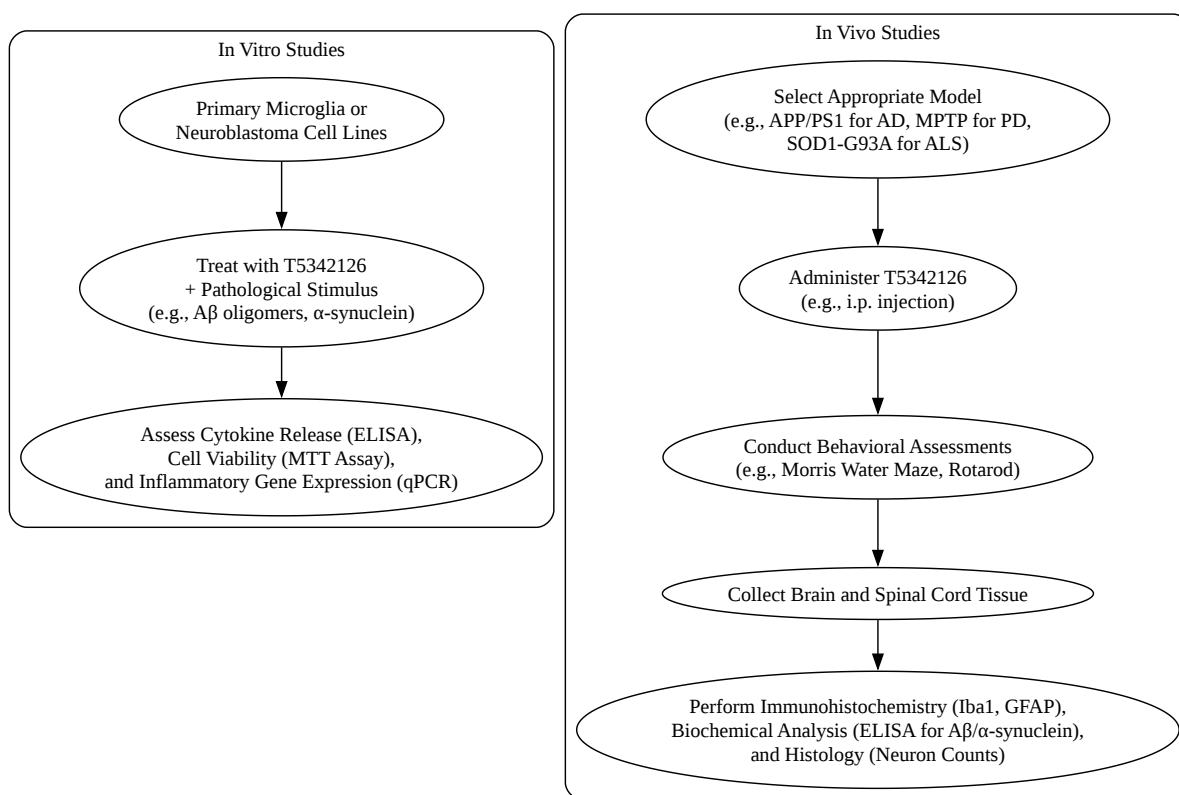 In Vitro Studies
Primary Microglia or
Neuroblastoma Cell Lines
Treat with T5342126
+ Pathological Stimulus
(e.g., Aβ oligomers, α-synuclein)
Assess Cytokine Release (ELISA),
Cell Viability (MTT Assay),
and Inflammatory Gene Expression (qPCR)
In Vivo Studies
Select Appropriate Model
(e.g., APP/PS1 for AD, MPTP for PD,
SOD1-G93A for ALS)
Administer T5342126
(e.g., i.p. injection)
Conduct Behavioral Assessments
(e.g., Morris Water Maze, Rotarod)
Collect Brain and Spinal Cord Tissue
Perform Immunohistochemistry (Iba1, GFAP),
Biochemical Analysis (ELISA for Aβ/α-synuclein),
and Histology (Neuron Counts)